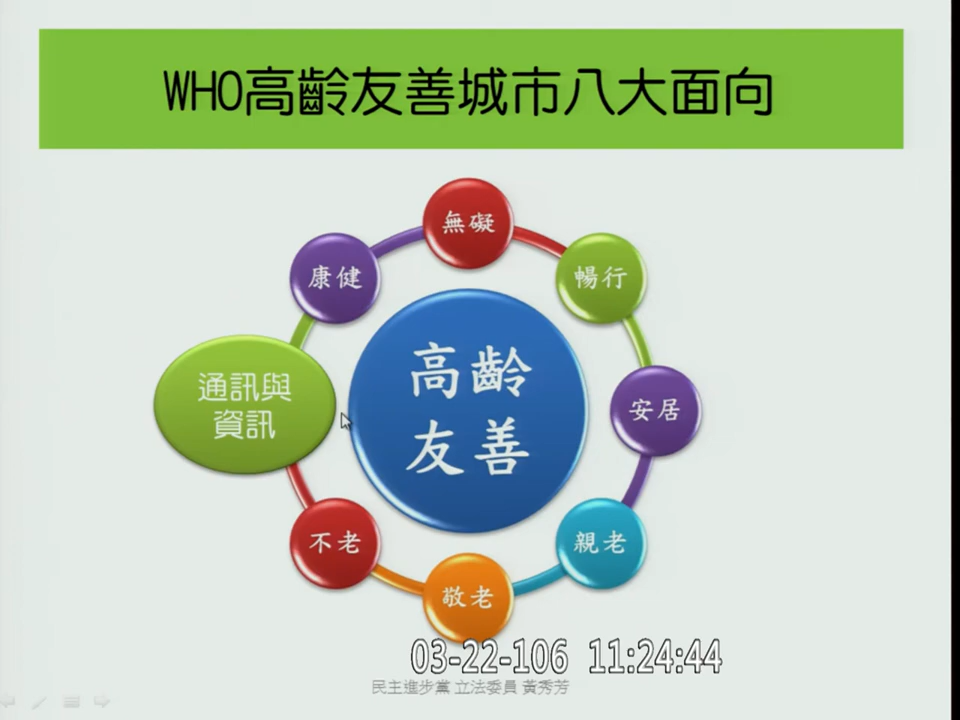 WHO高齡友善城市八大面向
無礙
康健
暢行
通訊與
資訊
高齡
友善
安居
不老
親老
敬老
03-22-106 11:24:44
民主進步黨 立法委員 黃秀芳